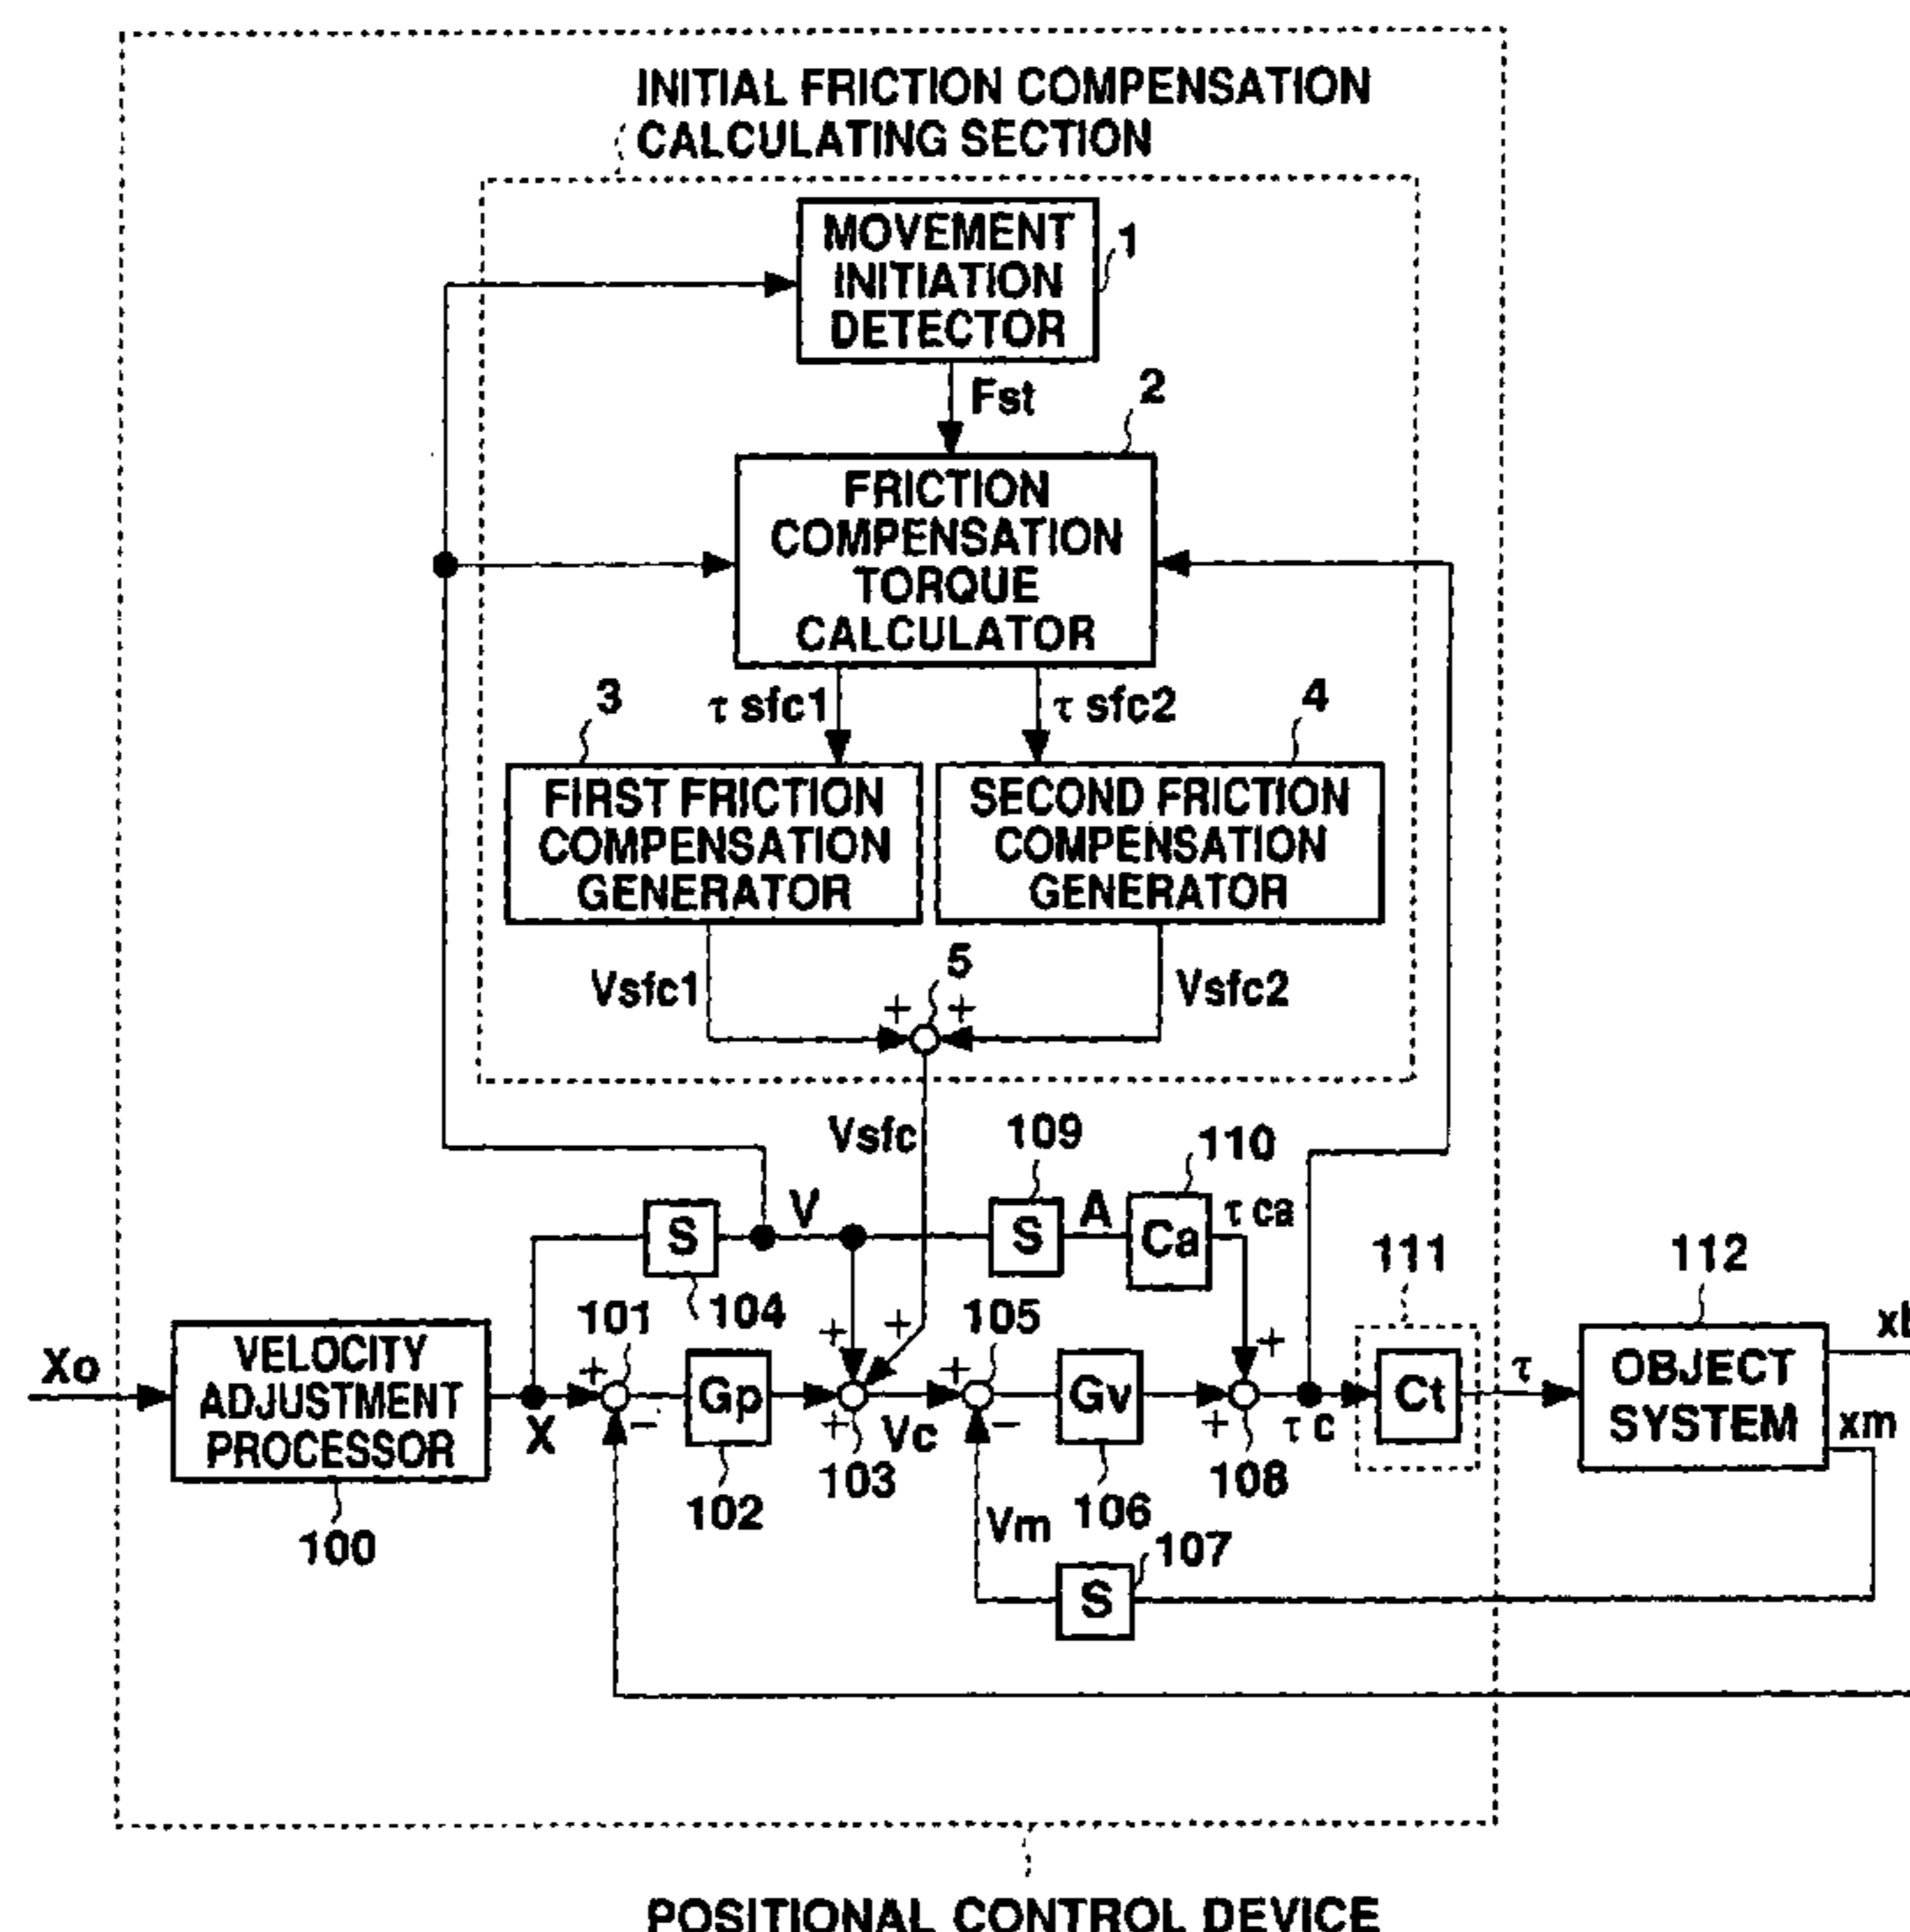 INITIAL FRICTION COMPENSATION
CALCULATING SECTION
MOVEMENT
INITIATION
DETECTOR
1
Fst
2
FRICTION
COMPENSATION
TORQUE
CALCULATOR
τ sfc1
τ sfc2
3
4
FIRST FRICTION
COMPENSATION
GENERATOR
SECOND FRICTION
COMPENSATION
GENERATOR
Vsfc1
5
Vsfc2
+ +
Vsfc
109
110
S
V
S
A
Ca
τ ca
104
101
105
111
112
Xo
VELOCITY
ADJUSTMENT
PROCESSOR
X
+
−
Gp
+
+
+
Vc
+
−
Gv
+
+
τ c
Ct
τ
OBJECT
SYSTEM
xm
100
102
103
Vm
106
108
107
S
POSITIONAL CONTROL DEVICE